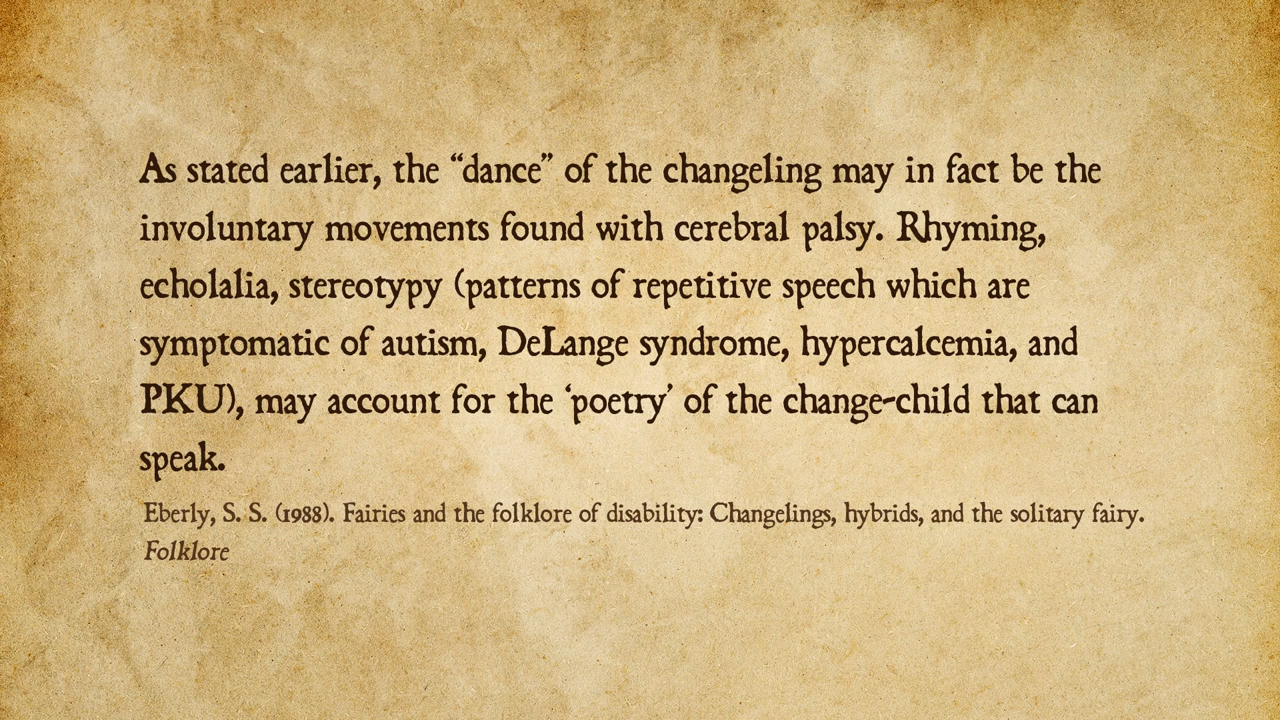 As stated earlier, the “dance” of the changeling may in fact be the
involuntary movements found with cerebral palsy. Rhyming,
echolalia, stereotypy (patterns of repetitive speech which are
symptomatic of autism, DeLange syndrome, hypercalcemia, and
PKU), may account for the ‘poetry’ of the change-child that can
speak.
Eberly, S. S. (1988). Fairies and the folklore of disability: Changelings, hybrids, and the solitary fairy.
Folklore